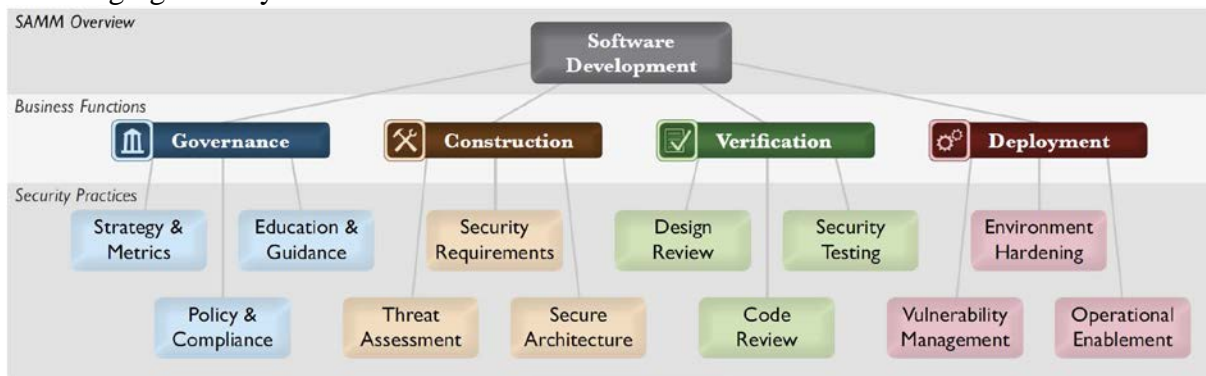 SAMM Overview
Software
Development
Business Functions
Governance
Construction
Verification
Deployment
Security Practices
Strategy &
Metrics
Education &
Guidance
Security
Requirements
Design
Review
Security
Testing
Environment
Hardening
Policy &
Compliance
Threat
Assessment
Secure
Architecture
Code
Review
Vulnerability
Management
Operational
Enablement